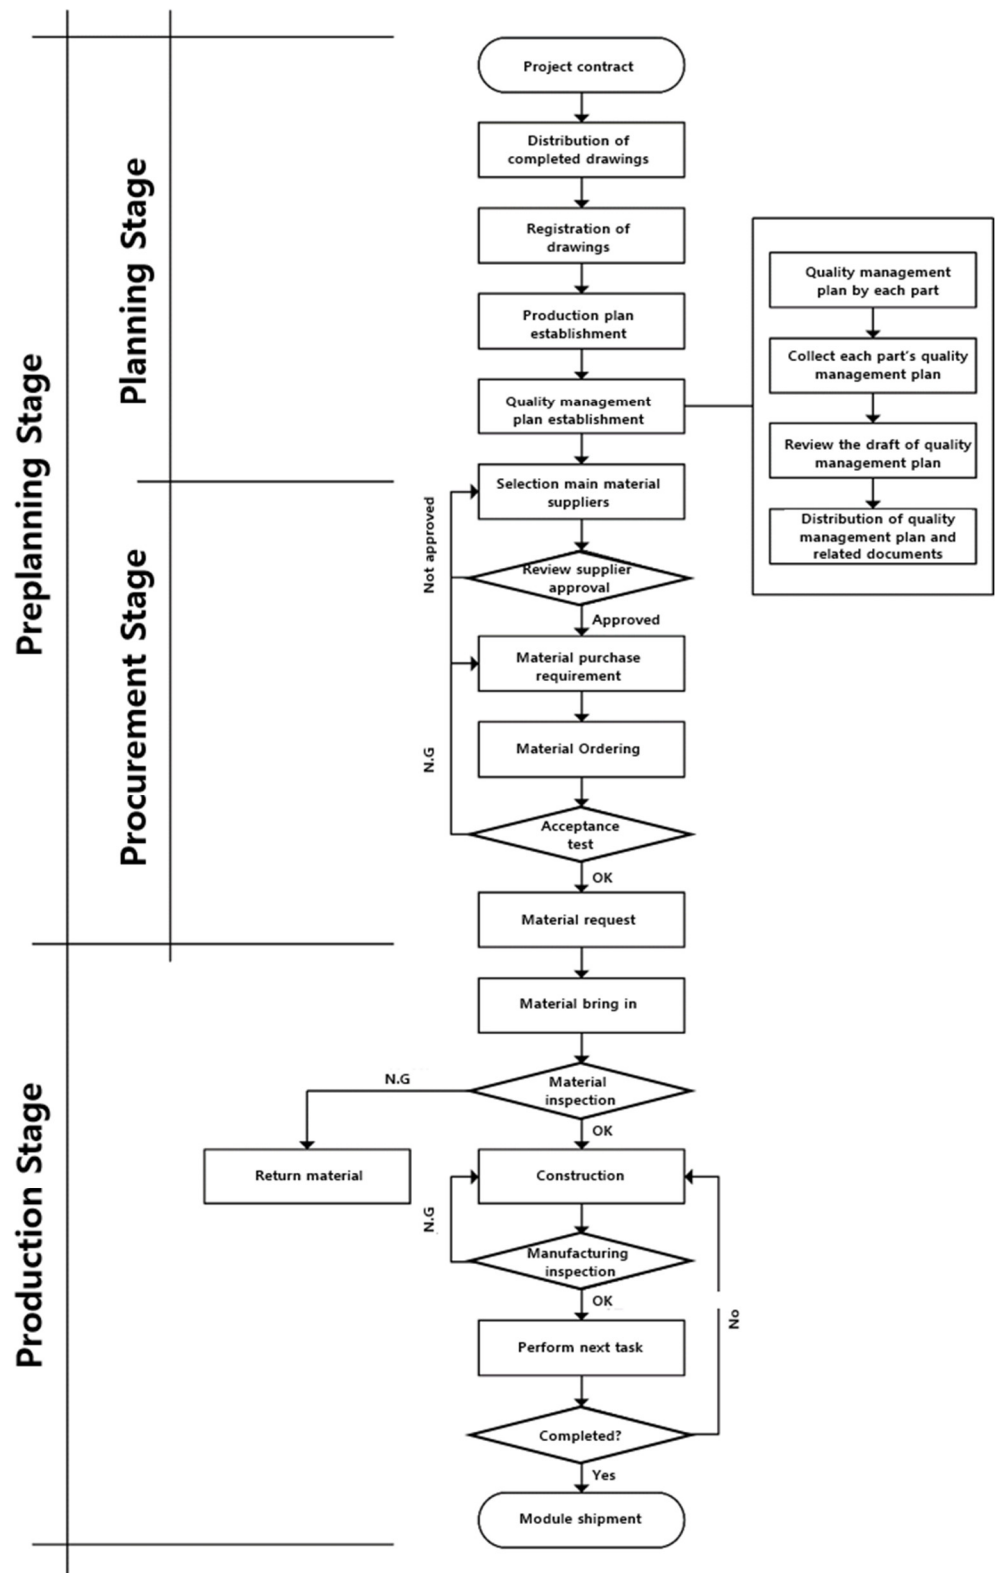 Preplanning Stage
Planning Stage
Procurement Stage
Production Stage
Project contract
Distribution of
completed drawings
Registration of
drawings
Production plan
establishment
Quality management
plan establishment
Quality management
plan by each part
Collect each part's quality
management plan
Review the draft of quality
management plan
Distribution of quality
management plan and
related documents
Selection main material
suppliers
Not approved
Review supplier
approval
Approved
Material purchase
requirement
Material Ordering
N.G
Acceptance
test
OK
Material request
Material bring in
N.G
Material
inspection
OK
Return material
Construction
N.G
Manufacturing
inspection
OK
Perform next task
No
Completed?
Yes
Module shipment